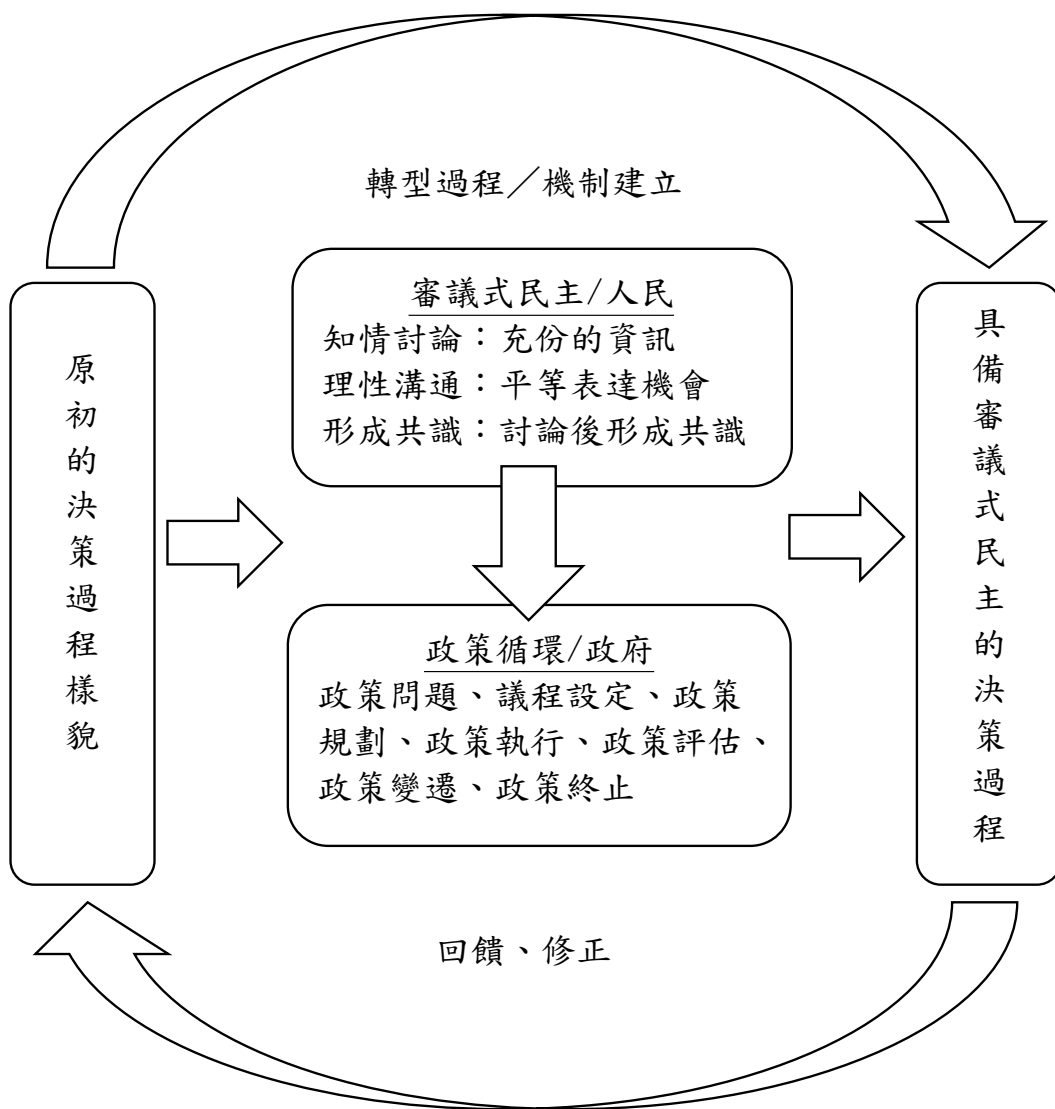 轉型過程／機制建立
原初的決策過程樣貌
審議式民主/人民
知情討論：充份的資訊
理性溝通：平等表達機會
形成共識：討論後形成共識
政策循環/政府
政策問題、議程設定、政策
規劃、政策執行、政策評估、
政策變遷、政策終止
具備審議式民主的決策過程
回饋、修正